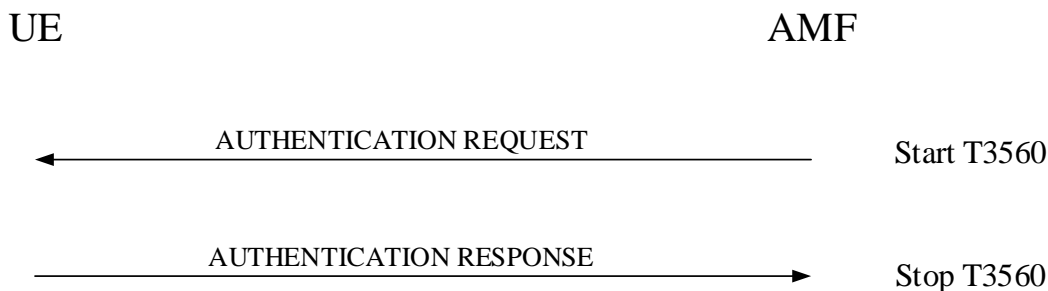 UE AMF
AUTHENTICATION REQUEST Start T3560
AUTHENTICATION RESPONSE Stop T3560